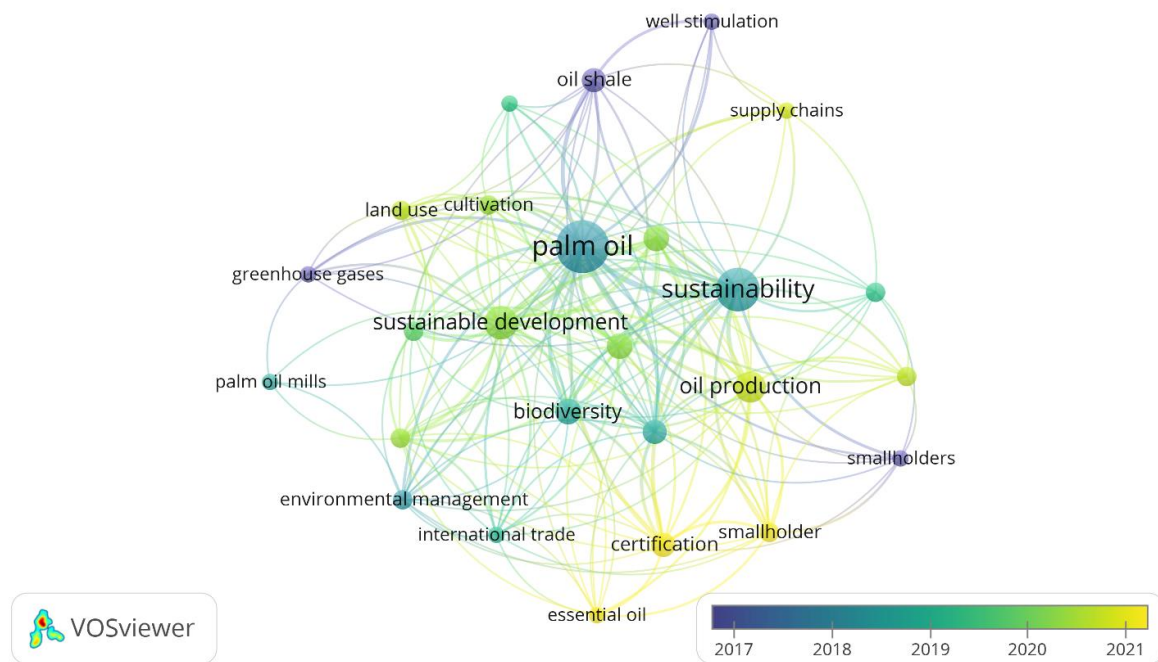 well stimulation
oil shale
supply chains
land use
cultivation
palm oil
greenhouse gases
sustainability
sustainable development
palm oil mills
oil production
biodiversity
smallholders
environmental management
international trade
certification
smallholder
essential oil
VOSviewer
2017 2018 2019 2020 2021